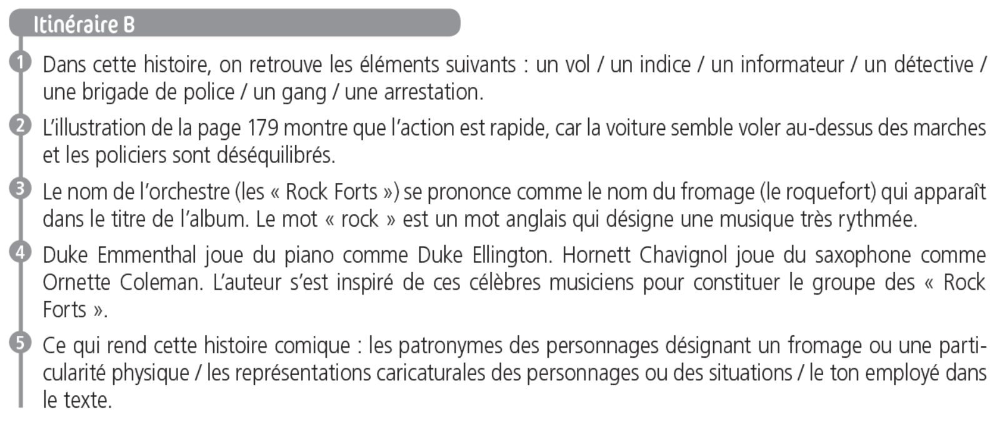 Itinéraire B
1 Dans cette histoire, on retrouve les éléments suivants : un vol / un indice / un informateur / un détective /
une brigade de police / un gang / une arrestation.
2 L’illustration de la page 179 montre que l’action est rapide, car la voiture semble voler au-dessus des marches
et les policiers sont déséquilibrés.
3 Le nom de l’orchestre (les « Rock Forts ») se prononce comme le nom du fromage (le roquefort) qui apparaît
dans le titre de l’album. Le mot « rock » est un mot anglais qui désigne une musique très rythmée.
4 Duke Emmenthal joue du piano comme Duke Ellington. Hornett Chavignol joue du saxophone comme
Ornette Coleman. L’auteur s’est inspiré de ces célèbres musiciens pour constituer le groupe des « Rock
Forts ».
5 Ce qui rend cette histoire comique : les patronymes des personnages désignant un fromage ou une parti-
cularité physique / les représentations caricaturales des personnages ou des situations / le ton employé dans
le texte.